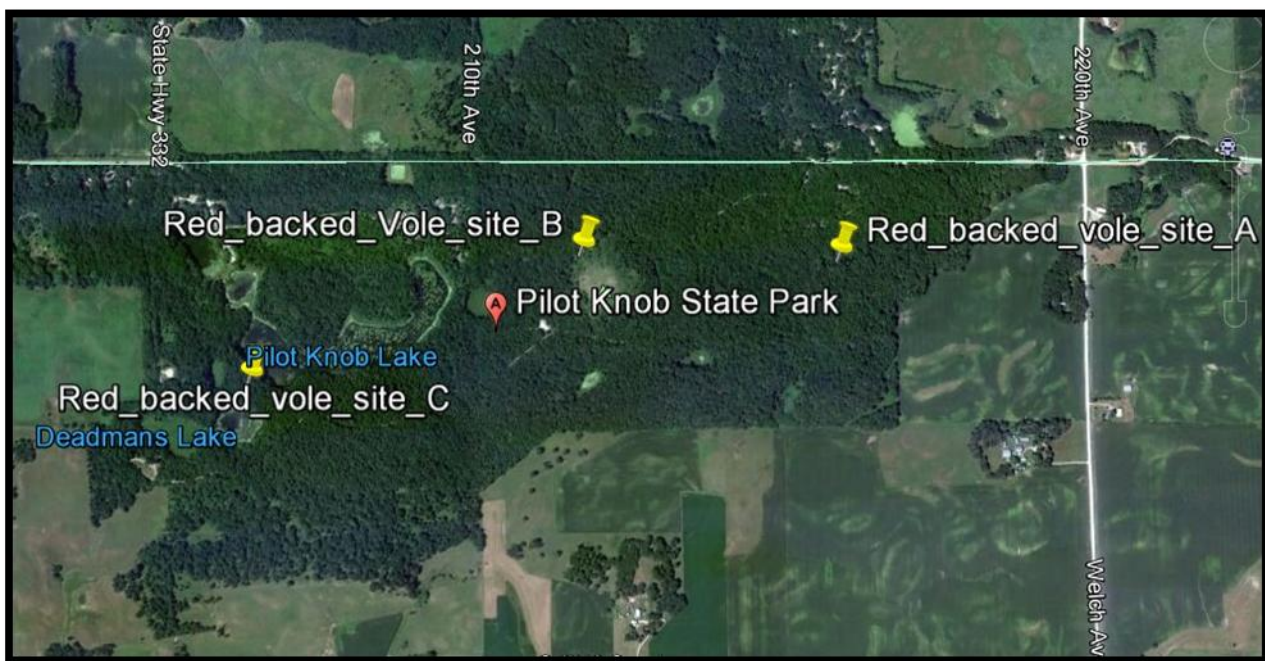 State Hwy 332
210th Ave
220th Ave
Red_backed_Vole_site_B
Red_backed_vole_site_A
A
Pilot Knob State Park
Pilot Knob Lake
Red_backed_vole_site_C
Deadmans Lake
Welch Av